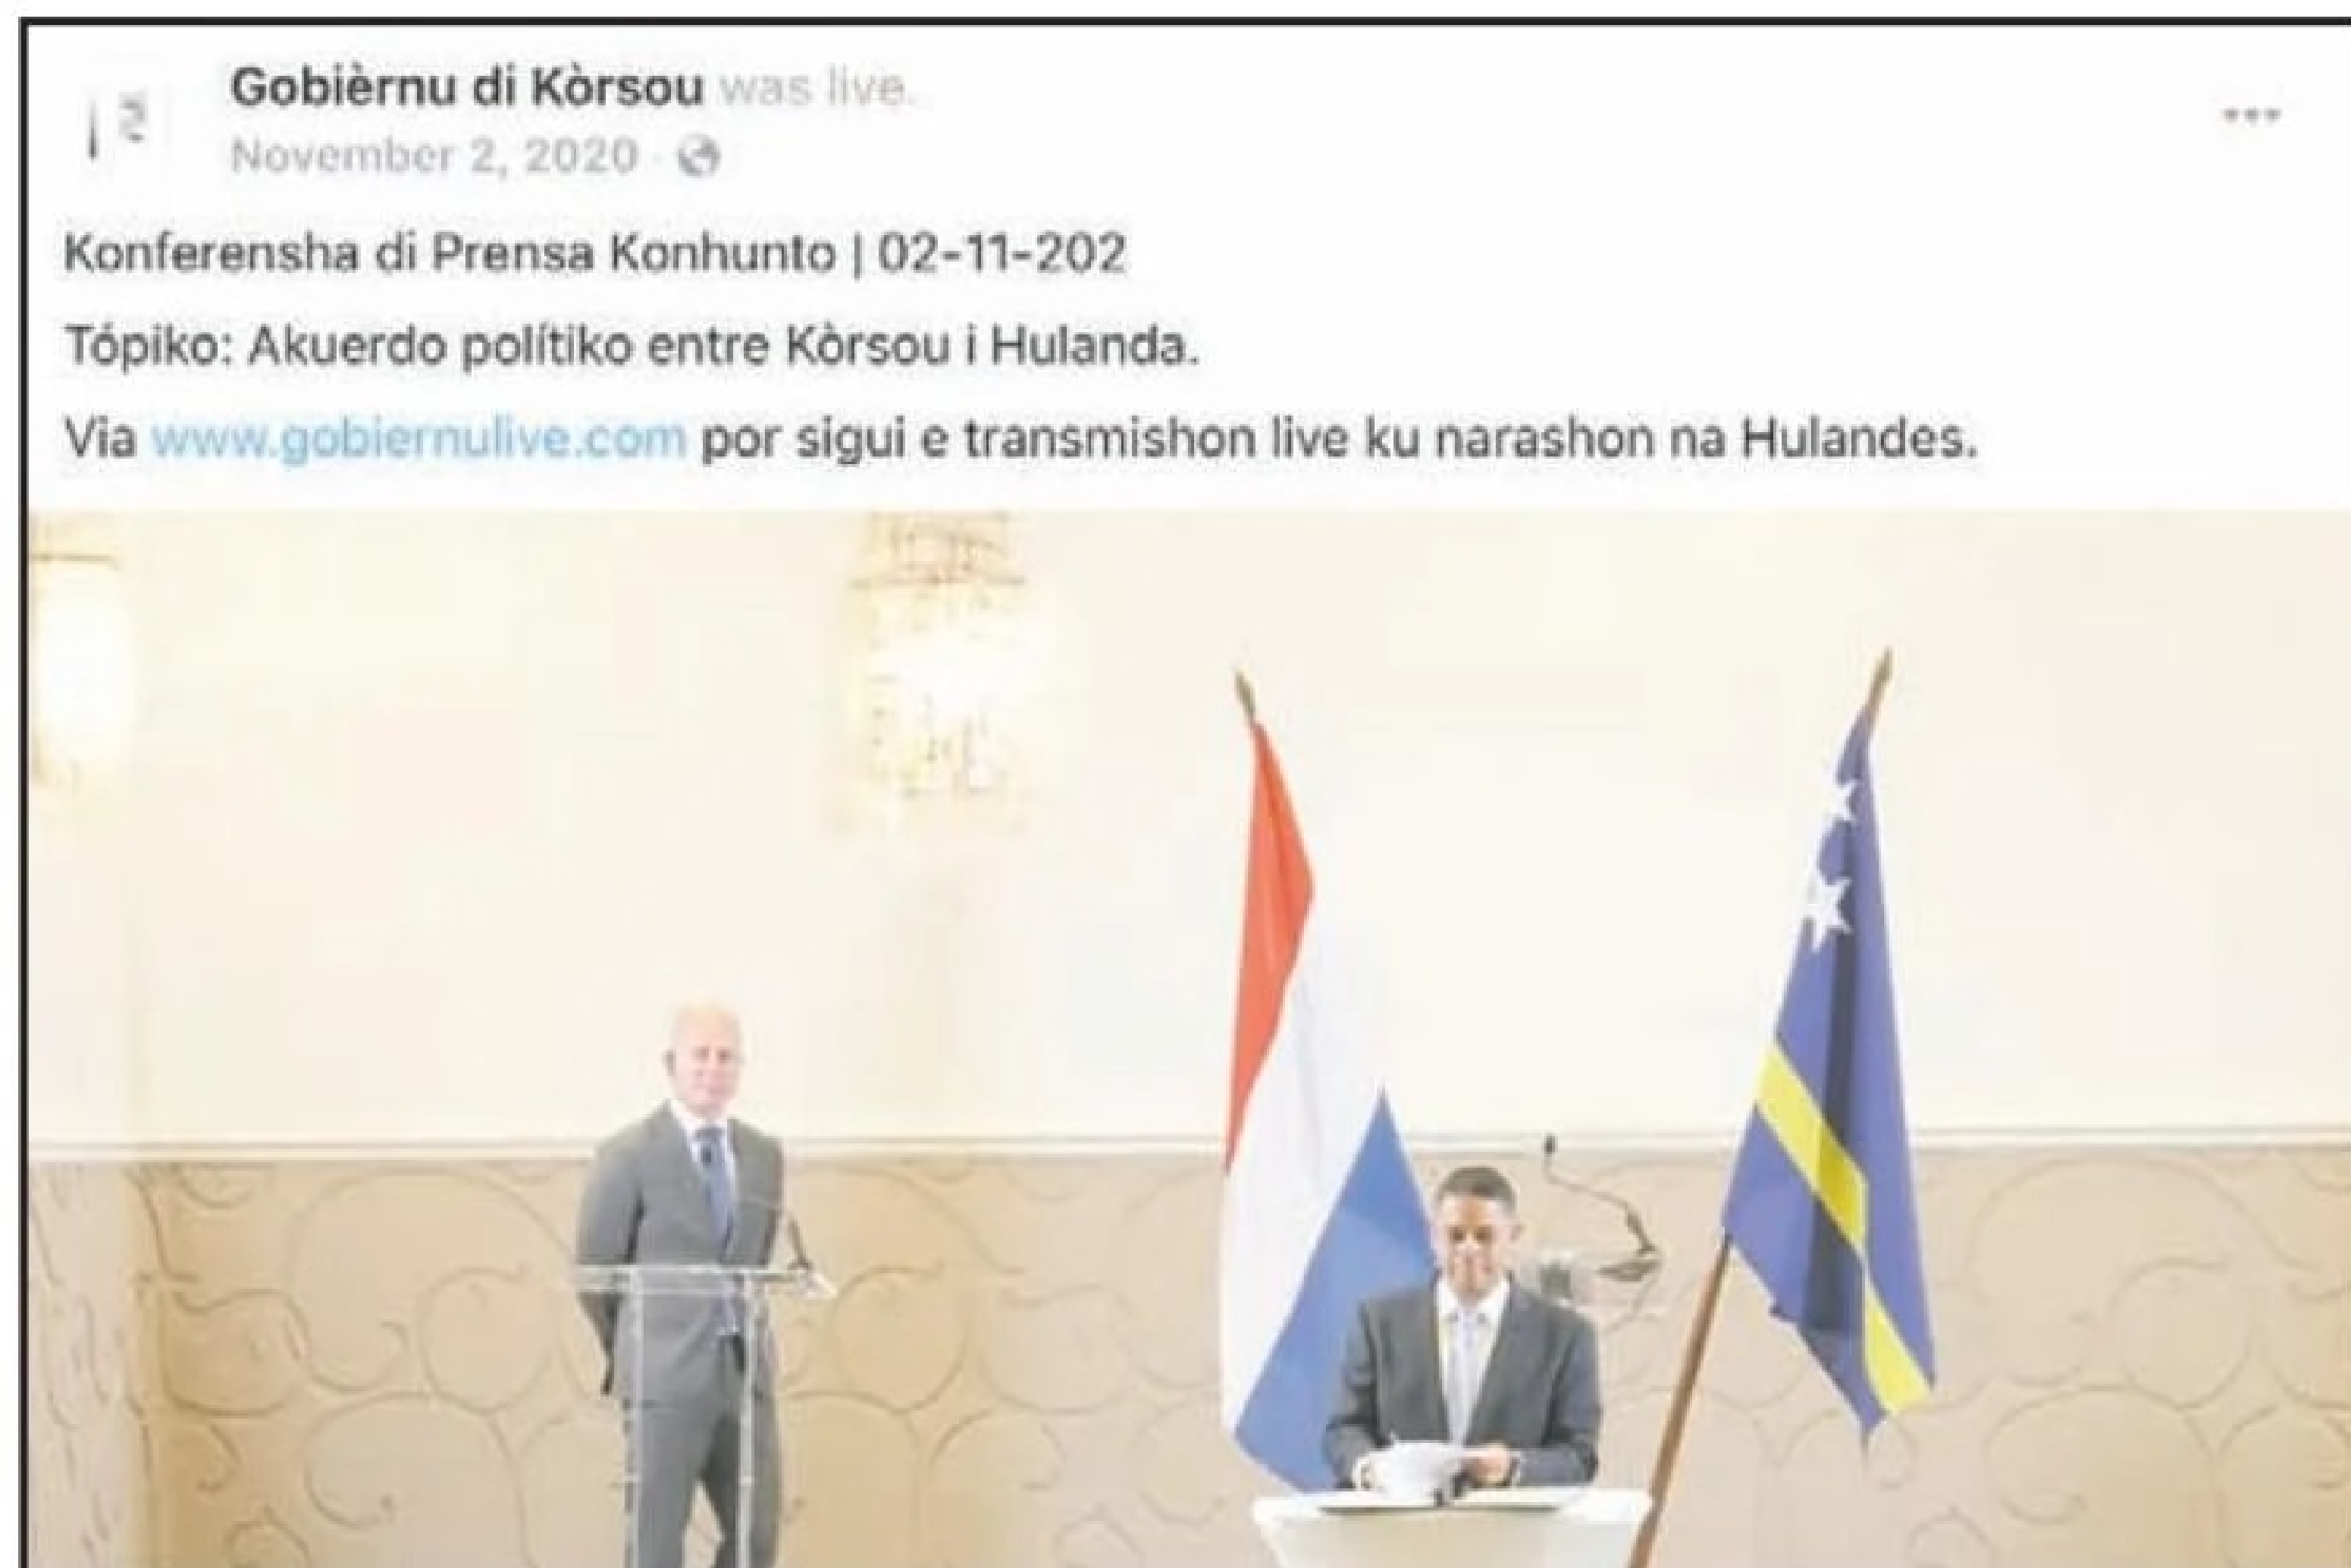 Gobièrnu di Kòrsou was live.
November 2, 2020
Konferensha di Prensa Konhunto | 02-11-202
Tópiko: Akuerdo polítiko entre Kòrsou i Hulanda.
Via www.gobiernulive.com por sigui e transmishon live ku narashon na Hulandes.